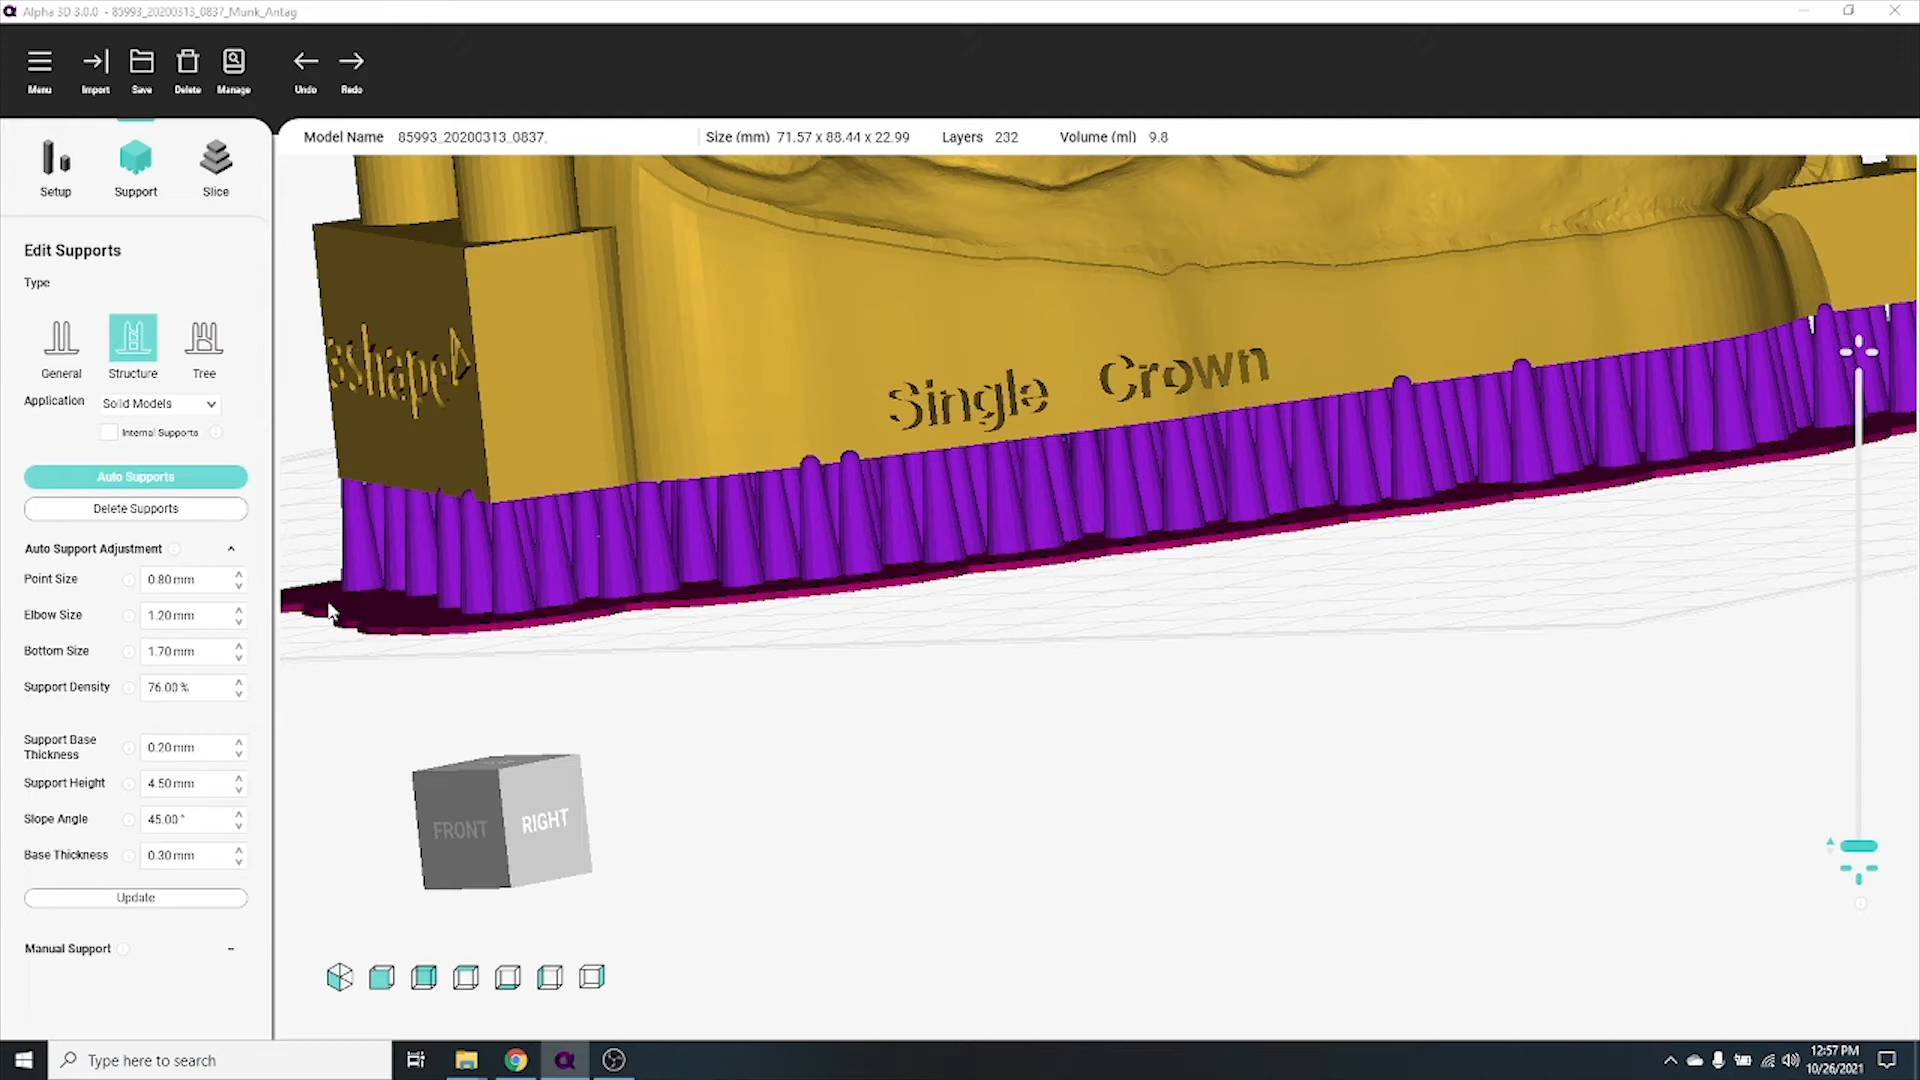 Alpha 3D 3.0.0 - 85993_20200313_0837_Munk_Antag
Menu Import Save Delete Manage Undo Redo
Model Name 85993_20200313_0837_ Size (mm) 71.57 x 88.44 x 22.99 Layers 232 Volume (ml) 9.8
Setup Support Slice
Edit Supports
Type
General Structure Tree
Application Solid Models
Internal Supports
Auto Supports
Delete Supports
Auto Support Adjustment
Point Size 0.80 mm
Elbow Size 1.20 mm
Bottom Size 1.70 mm
Support Density 76.00 %
Support Base
Thickness 0.20 mm
Support Height 4.50 mm
Slope Angle 45.00 °
Base Thickness 0.30 mm
Update
Manual Support
3shape
Single Crown
FRONT RIGHT
Type here to search
12:57 PM
10/26/2021